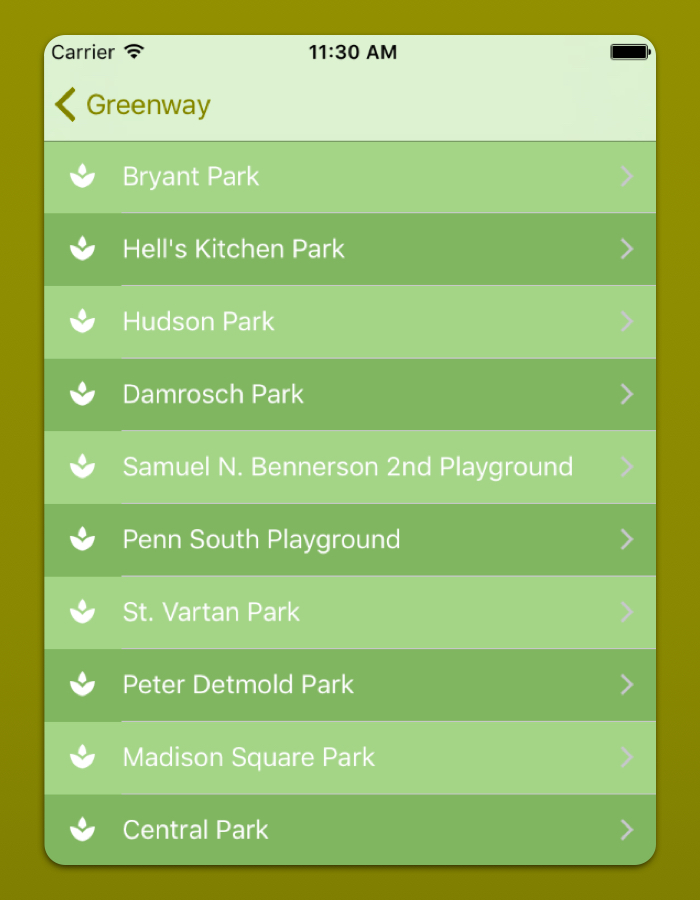 Carrier 11:30 AM
Greenway
Bryant Park
Hell's Kitchen Park
Hudson Park
Damrosch Park
Samuel N. Bennerson 2nd Playground
Penn South Playground
St. Vartan Park
Peter Detmold Park
Madison Square Park
Central Park